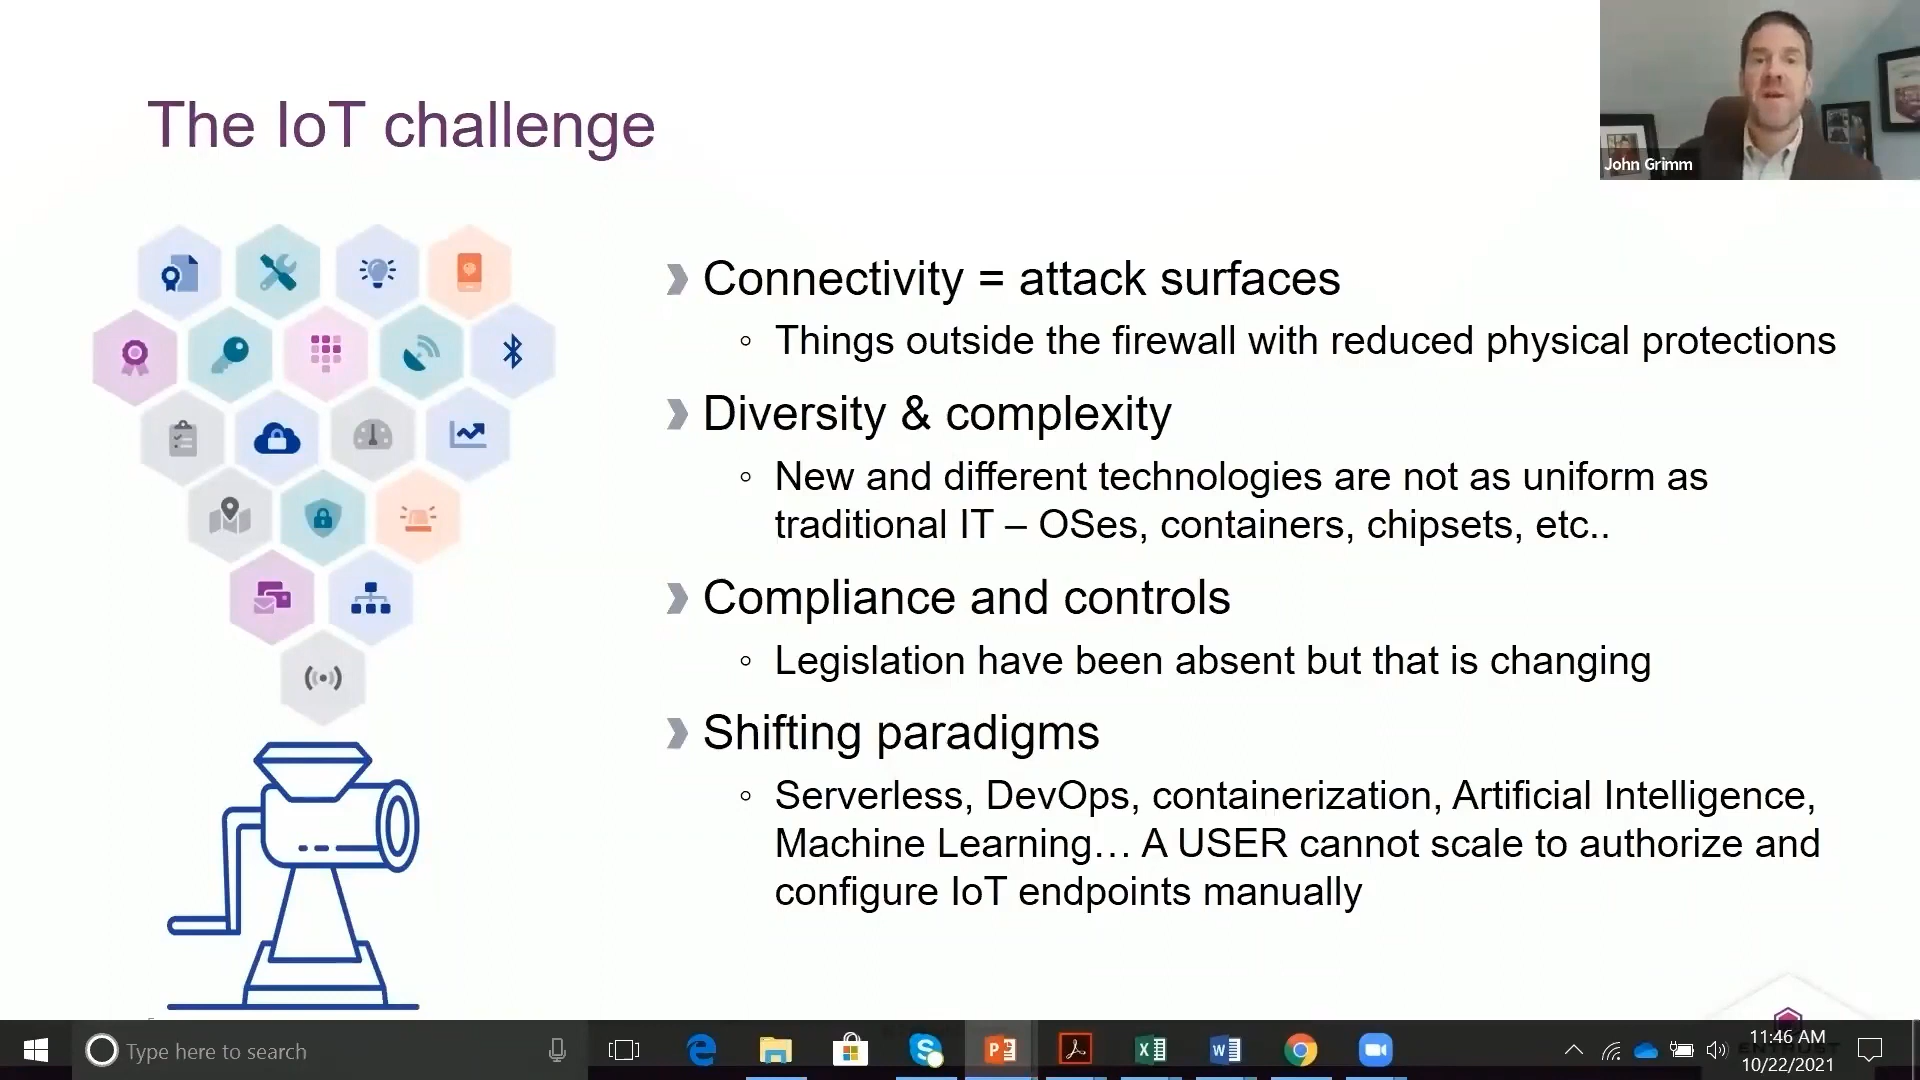 The IoT challenge
John Grimm
Connectivity = attack surfaces
Things outside the firewall with reduced physical protections
Diversity & complexity
New and different technologies are not as uniform as
traditional IT – OSes, containers, chipsets, etc..
Compliance and controls
Legislation have been absent but that is changing
Shifting paradigms
Serverless, DevOps, containerization, Artificial Intelligence,
Machine Learning… A USER cannot scale to authorize and
configure IoT endpoints manually
Type here to search
11:46 AM
10/22/2021